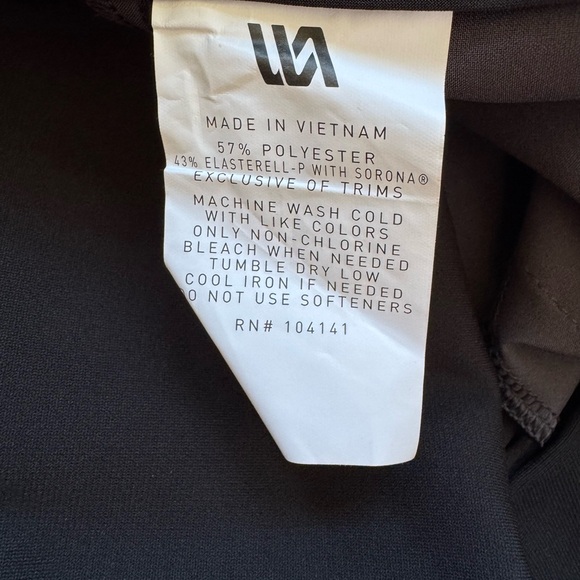 MADE IN VIETNAM
57% POLYESTER
43% ELASTERELL-P WITH SORONA®
EXCLUSIVE OF TRIMS
MACHINE WASH COLD
WITH LIKE COLORS
ONLY NON-CHLORINE
BLEACH WHEN NEEDED
TUMBLE DRY LOW
COOL IRON IF NEEDED
DO NOT USE SOFTENERS
RN# 104141